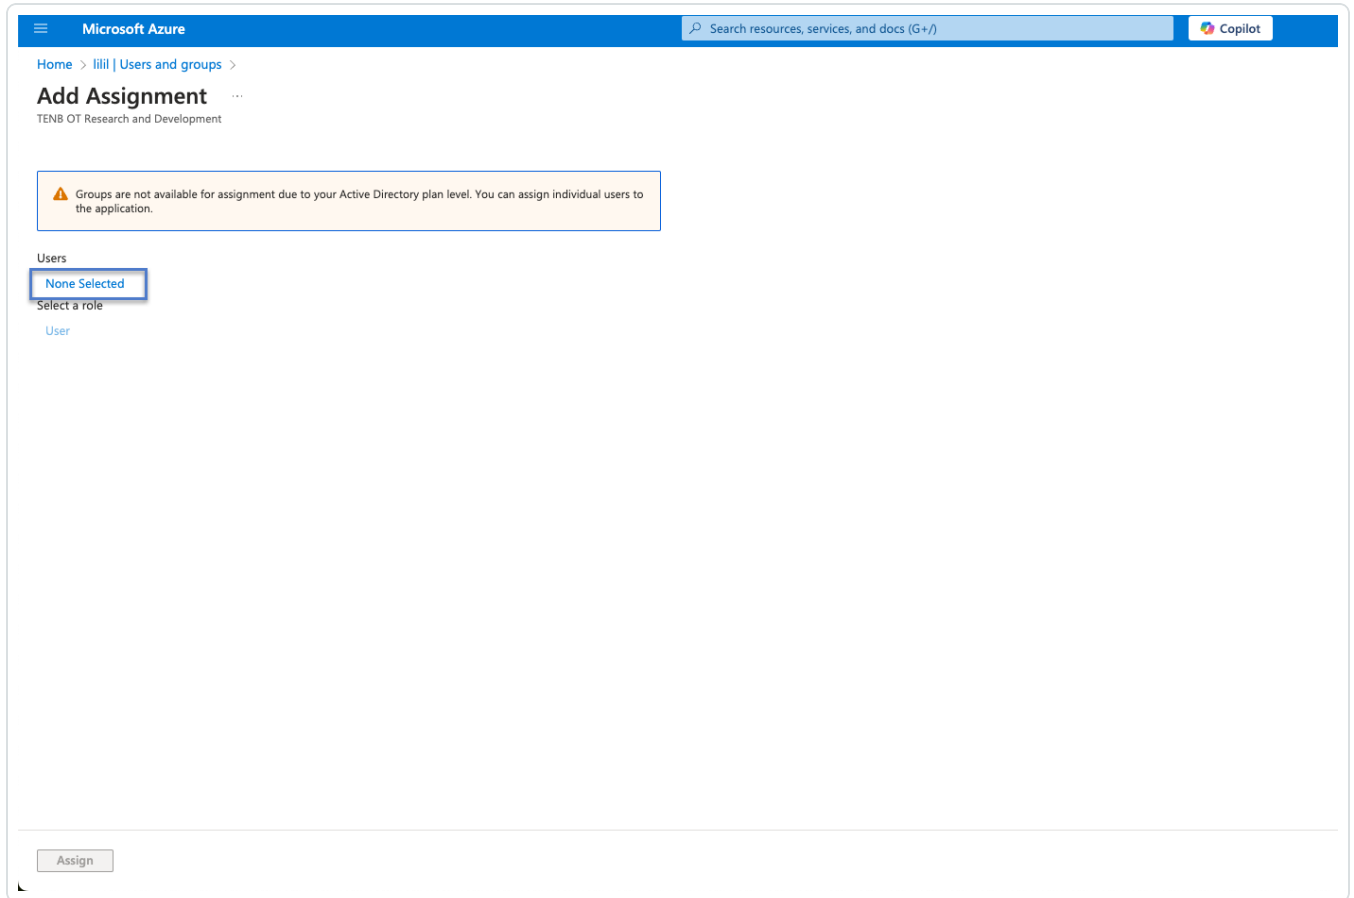 Microsoft Azure
Search resources, services, and docs (G+/)
Copilot
Home > lilil | Users and groups >
Add Assignment ...
TENB OT Research and Development
Groups are not available for assignment due to your Active Directory plan level. You can assign individual users to
the application.
Users
None Selected
Select a role
User
Assign